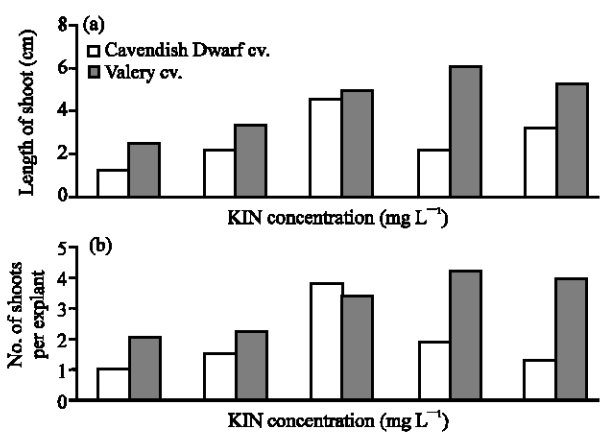 (a)
Cavendish Dwarf cv.
Valery cv.
Length of shoot (cm)
8
6
4
2
0
KIN concentration (mg L⁻¹)
(b)
No. of shoots
per explant
5
4
3
2
1
0
KIN concentration (mg L⁻¹)